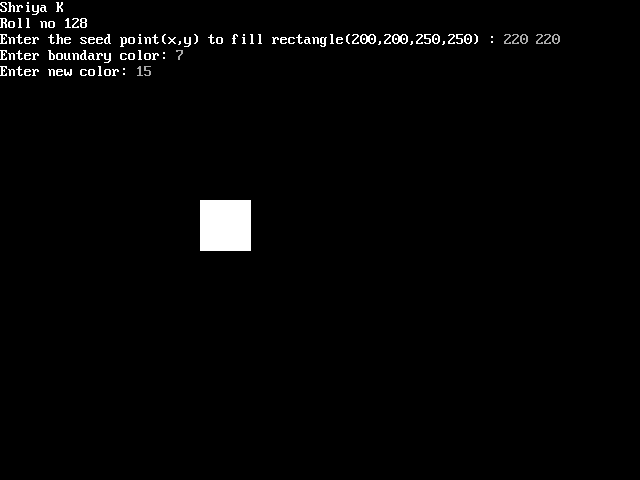 Shriya K
Roll no 128
Enter the seed point(x,y) to fill rectangle(200,200,250,250) : 220 220
Enter boundary color: 7
Enter new color: 15